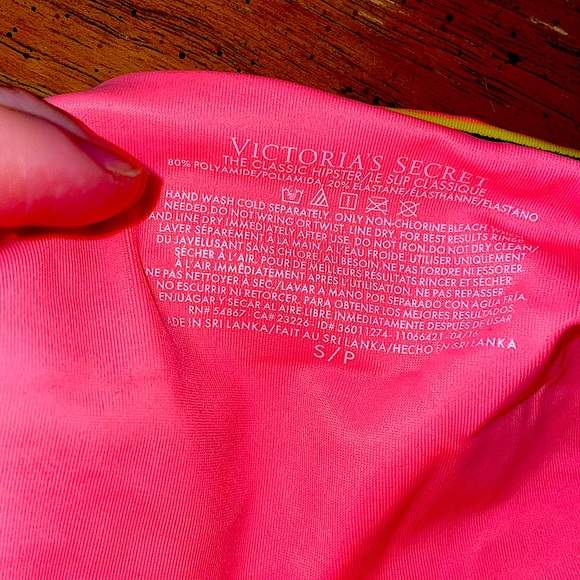 VICTORIA'S SECRET
THE CLASSIC HIPSTER/LE SLIP CLASSIQUE
80% POLYAMIDE/POLIAMIDA, 20% ELASTANE/ELASTHANNE/ELASTANO
HAND WASH COLD SEPARATELY. ONLY NON-CHLORINE BLEACH WHEN
NEEDED DO NOT WRING OR TWIST. LINE DRY. FOR BEST RESULTS RINSE
AND LINE DRY IMMEDIATELY AFTER USE. DO NOT IRON. DO NOT DRY CLEAN/
LAVER SÉPARÉMENT À LA MAIN À L'EAU FROIDE. UTILISER UNIQUEMENT
DU JAVELUSANT SANS CHLORE AU BESOIN. NE PAS TORDRE NI ESSORER
SÉCHER À L'AIR. POUR DE MEILLEURS RÉSULTATS RINCER ET SÉCHER
À L'AIR IMMÉDIATEMENT APRÈS L'UTILISATION. NE PAS REPASSER.
NE PAS NETTOYER À SEC./LAVAR A MANO POR SEPARADO CON AGUA FRÍA.
NO ESCURRIR NI RETORCER. PARA OBTENER LOS MEJORES RESULTADOS,
ENJUAGAR Y SECAR AL AIRE LIBRE INMEDIATAMENTE DESPUÉS DE USAR
RN# 54867 - CA# 23226 - ID# 36011274 - 11066421 - 04/16
MADE IN SRI LANKA/FAIT AU SRI LANKA/HECHO EN SRI LANKA
S/P